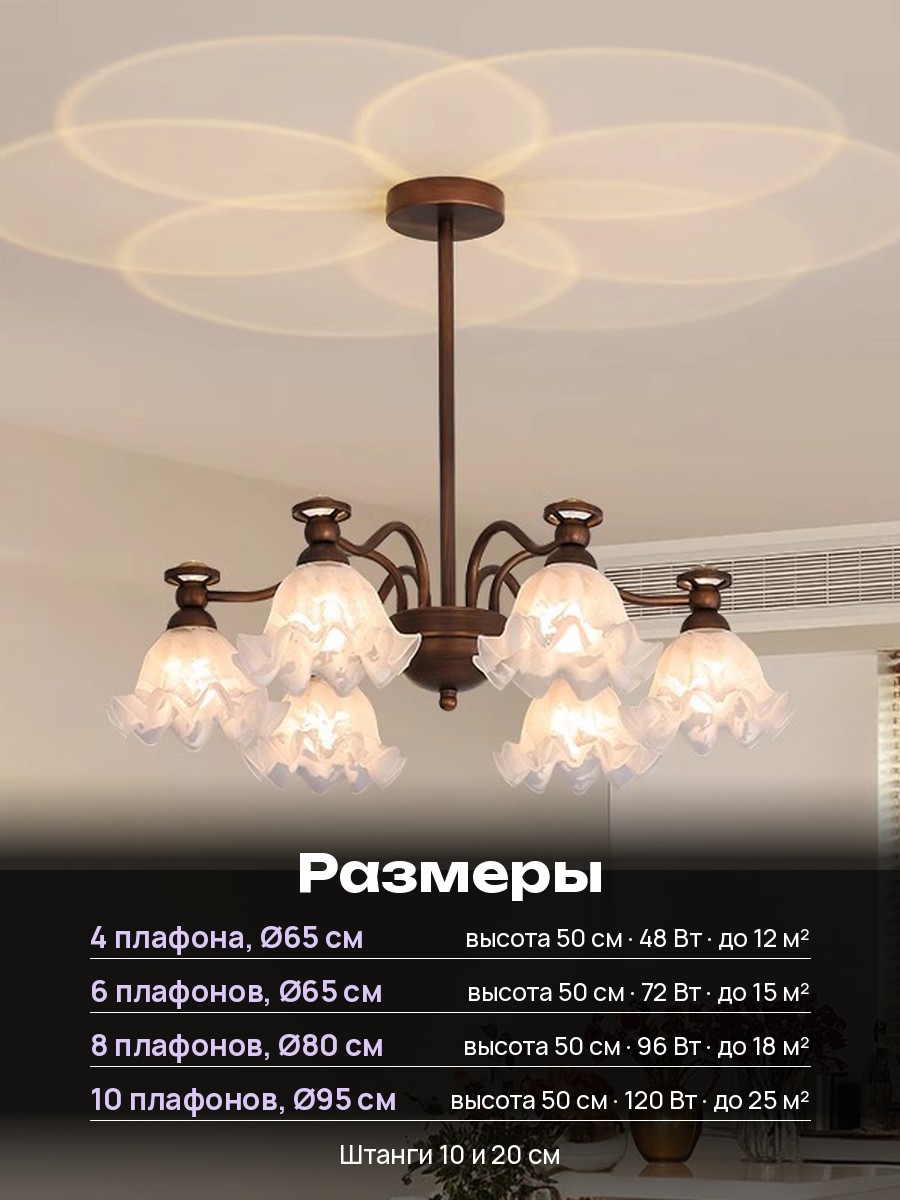 Размеры
4 плафона, Ø65 см высота 50 см · 48 Вт · до 12 м²
6 плафонов, Ø65 см высота 50 см · 72 Вт · до 15 м²
8 плафонов, Ø80 см высота 50 см · 96 Вт · до 18 м²
10 плафонов, Ø95 см высота 50 см · 120 Вт · до 25 м²
Штанги 10 и 20 см